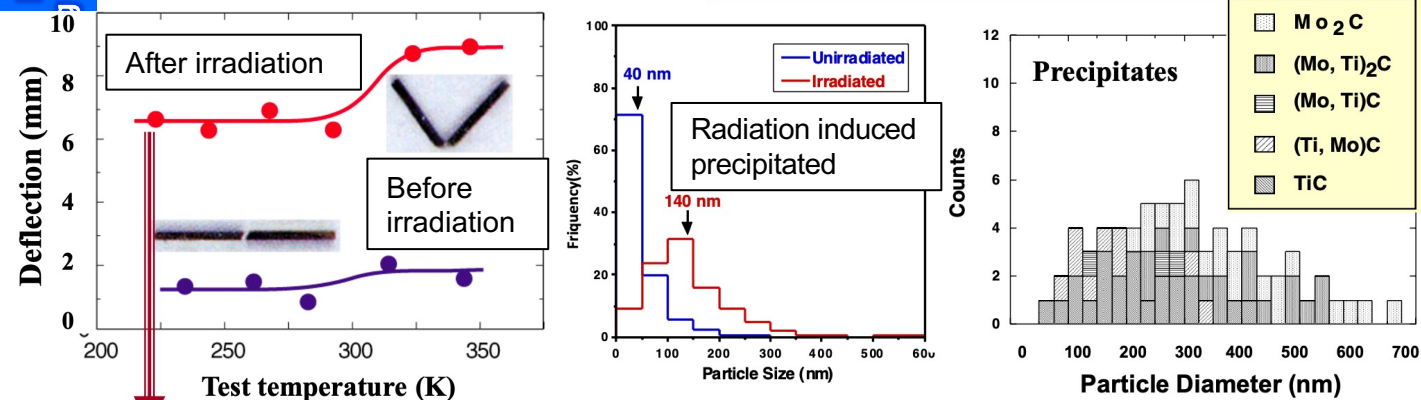 10
8
6
4
2
0
Deflection (mm)
After irradiation
Before
irradiation
200
250
300
350
Test temperature (K)
100
80
60
40
20
0
Friquency(%)
40 nm
Unirradiated
Irradiated
Radiation induced
precipitated
140 nm
0
100
200
300
400
500
Particle Size (nm)
12
10
8
6
4
2
0
Counts
Precipitates
Mo2C
(Mo, Ti)2C
(Mo, Ti)C
(Ti, Mo)C
TiC
0
100
200
300
400
500
600
700
Particle Diameter (nm)